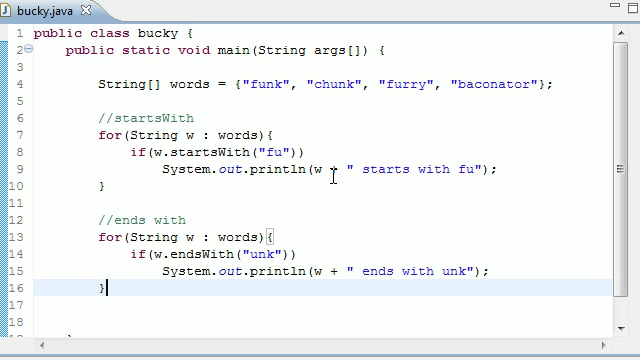 bucky.java
1 public class bucky {
2 public static void main(String args[]) {
3
4 String[] words = {"funk", "chunk", "furry", "baconator"};
5
6 //startsWith
7 for(String w : words){
8 if(w.startsWith("fu"))
9 System.out.println(w + " starts with fu");
10 }
11
12 //ends with
13 for(String w : words){
14 if(w.endsWith("unk"))
15 System.out.println(w + " ends with unk");
16 }
17
18